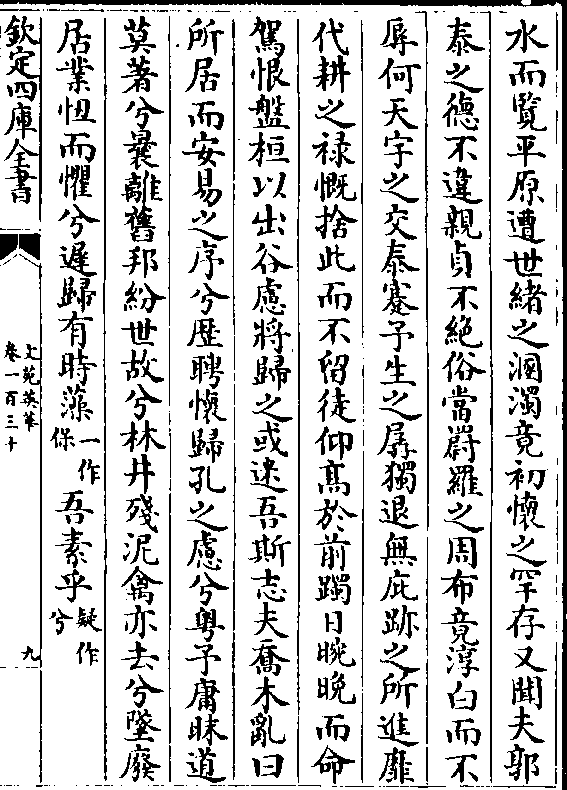 水而覽平原遭世緒之溷濁竟初懷之罕存又聞夫郭
泰之德不違親貞不絶俗當罻羅之周布竟淳白而不
辱何天宇之交泰蹇予生之孱獨退無庇跡之所進靡
代耕之禄慨捨此而不留徒仰髙於前躅日晼晚而命
駕恨盤桓以出谷慮將歸之或迷吾斯志夫喬木亂曰
所居而安易之序兮歴聘懷歸孔之慮兮粤予庸昧道
莫著兮曩離舊邦紛世故兮林井殘泥禽亦去兮墜廢
居業忸而懼兮遲歸有時藻一作保吾素乎疑作兮
欽定四庫全書
文苑英華
卷一百三十
九